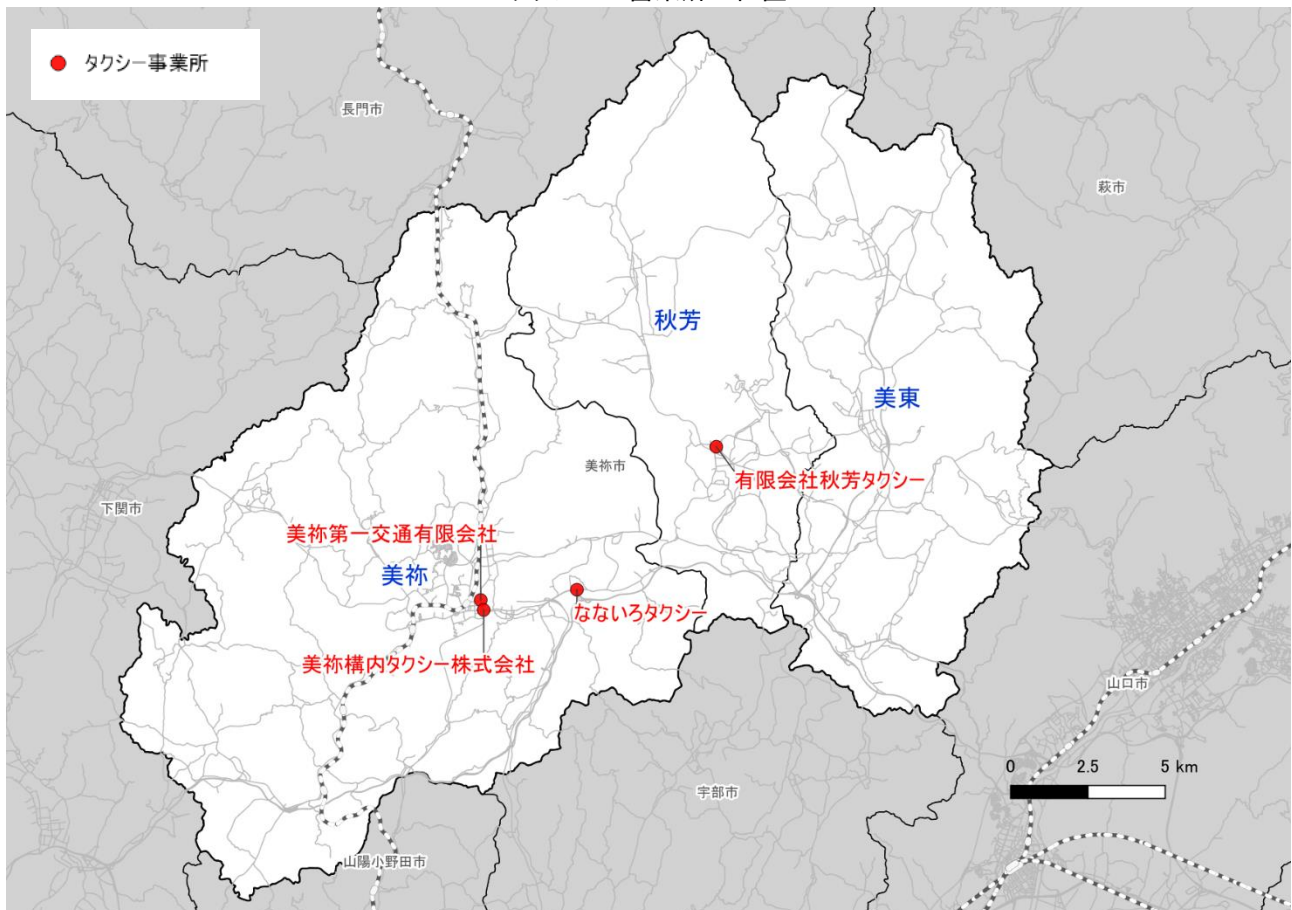 タクシー事業所
長門市
萩市
秋芳
美東
美祢市
有限会社秋芳タクシー
下関市
美祢第一交通有限会社
美祢
なないろタクシー
美祢構内タクシー株式会社
山口市
0 2.5 5 km
宇部市
山陽小野田市